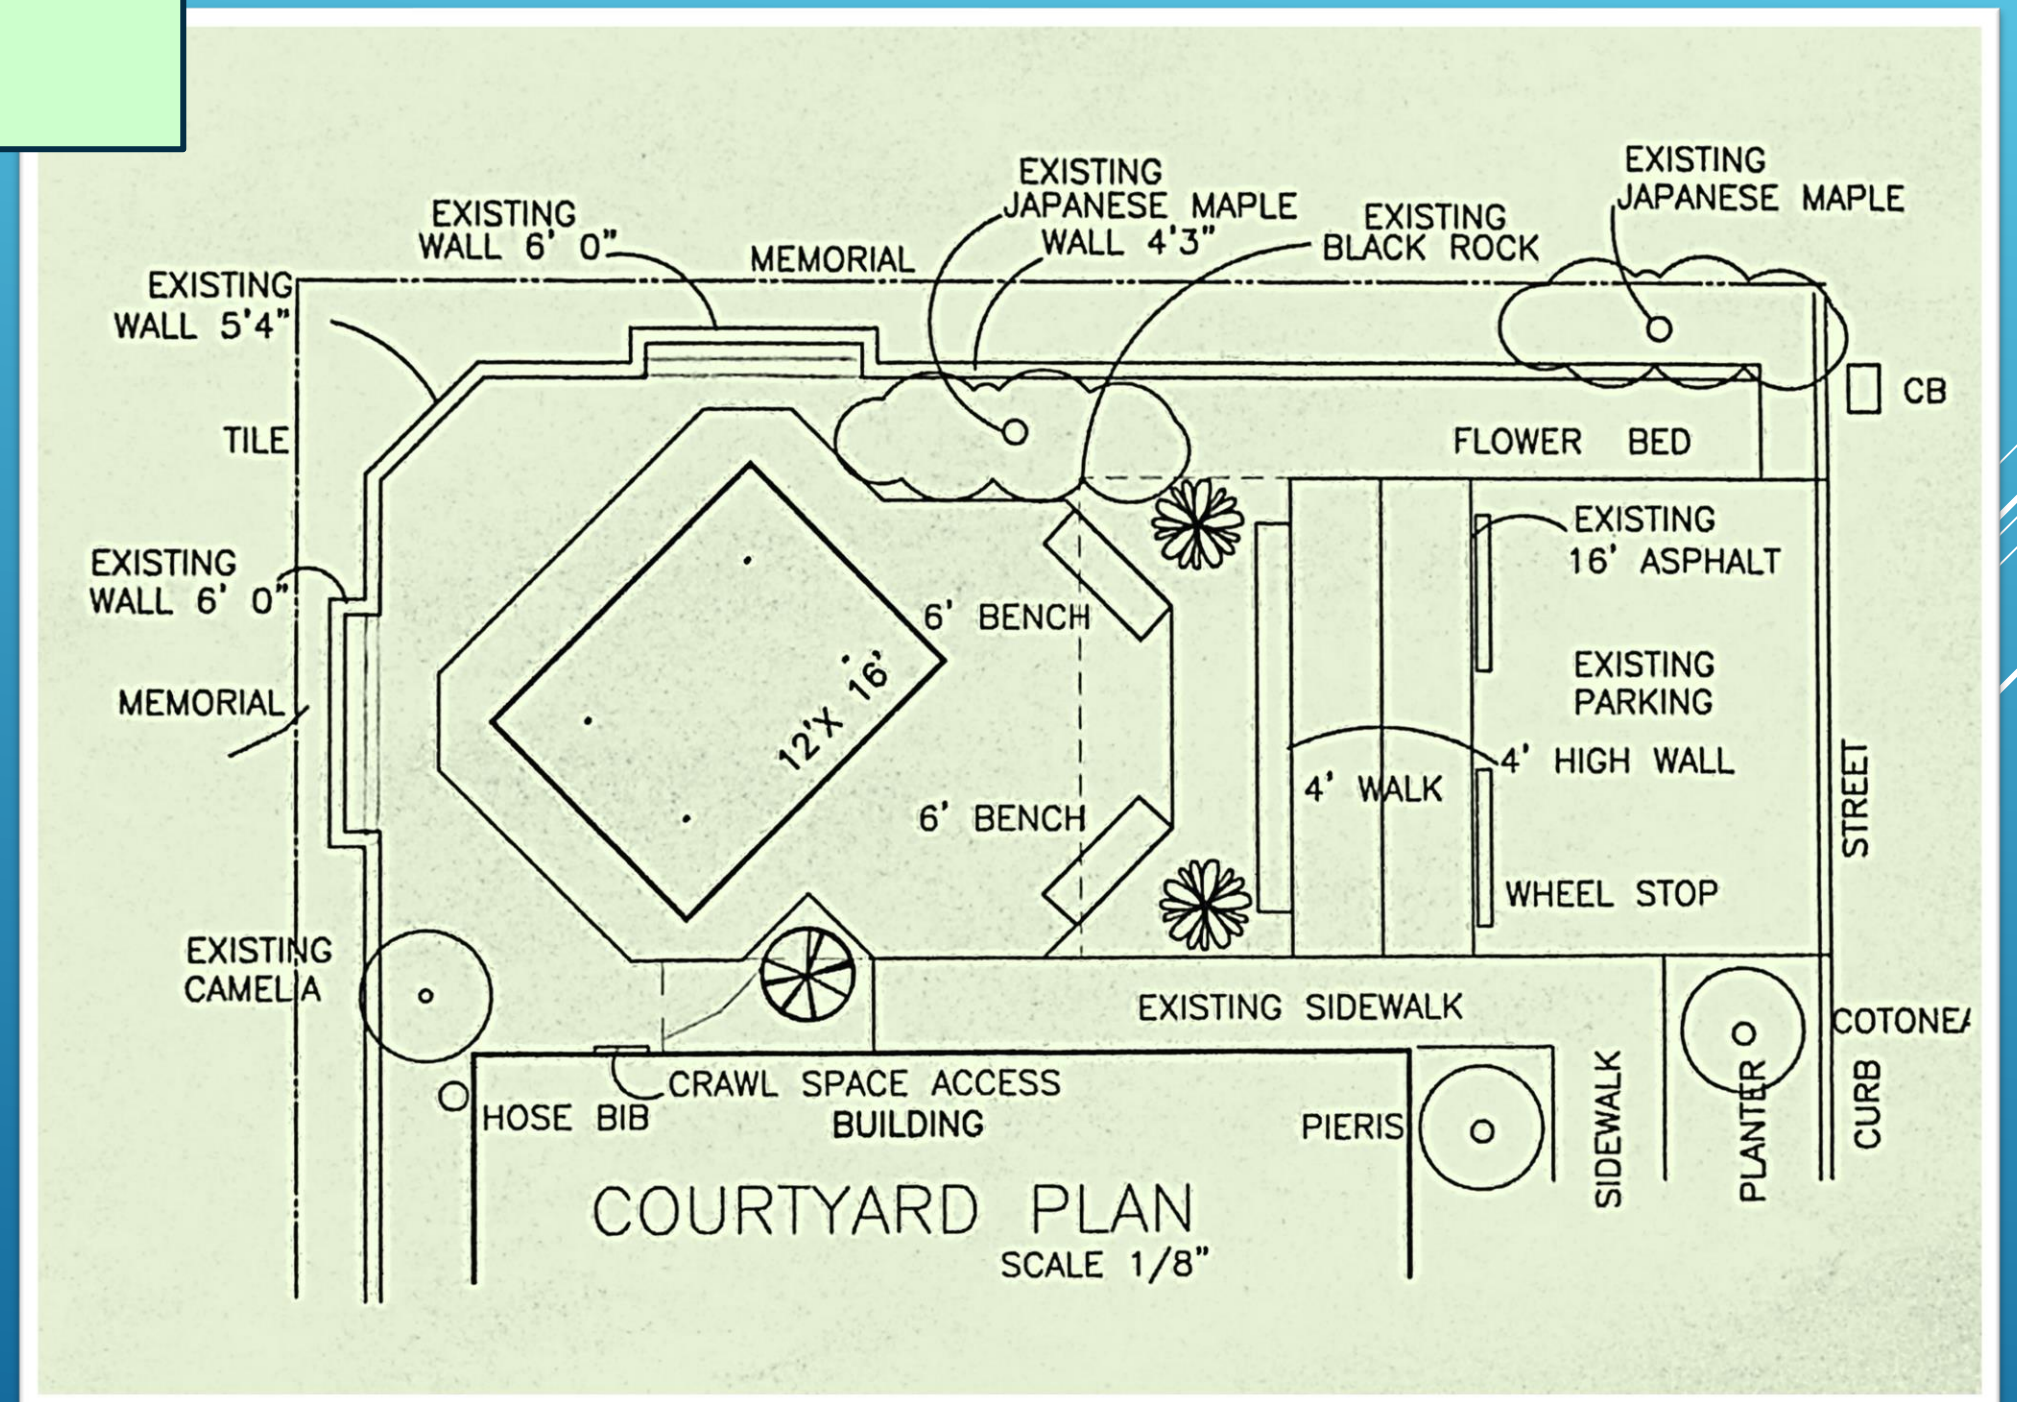 EXISTING
JAPANESE MAPLE
WALL 4'3"
EXISTING
JAPANESE MAPLE
EXISTING
WALL 6' 0"
MEMORIAL
EXISTING
BLACK ROCK
EXISTING
WALL 5'4"
TILE
CB
FLOWER BED
EXISTING
16' ASPHALT
EXISTING
WALL 6' 0"
6' BENCH
12'X 16'
EXISTING
PARKING
MEMORIAL
4' HIGH WALL
4' WALK
6' BENCH
STREET
WHEEL STOP
EXISTING
CAMELIA
EXISTING SIDEWALK
COTONEA
CRAWL SPACE ACCESS
HOSE BIB
BUILDING
PIERIS
SIDEWALK
PLANTER
CURB
COURTYARD PLAN
SCALE 1/8"